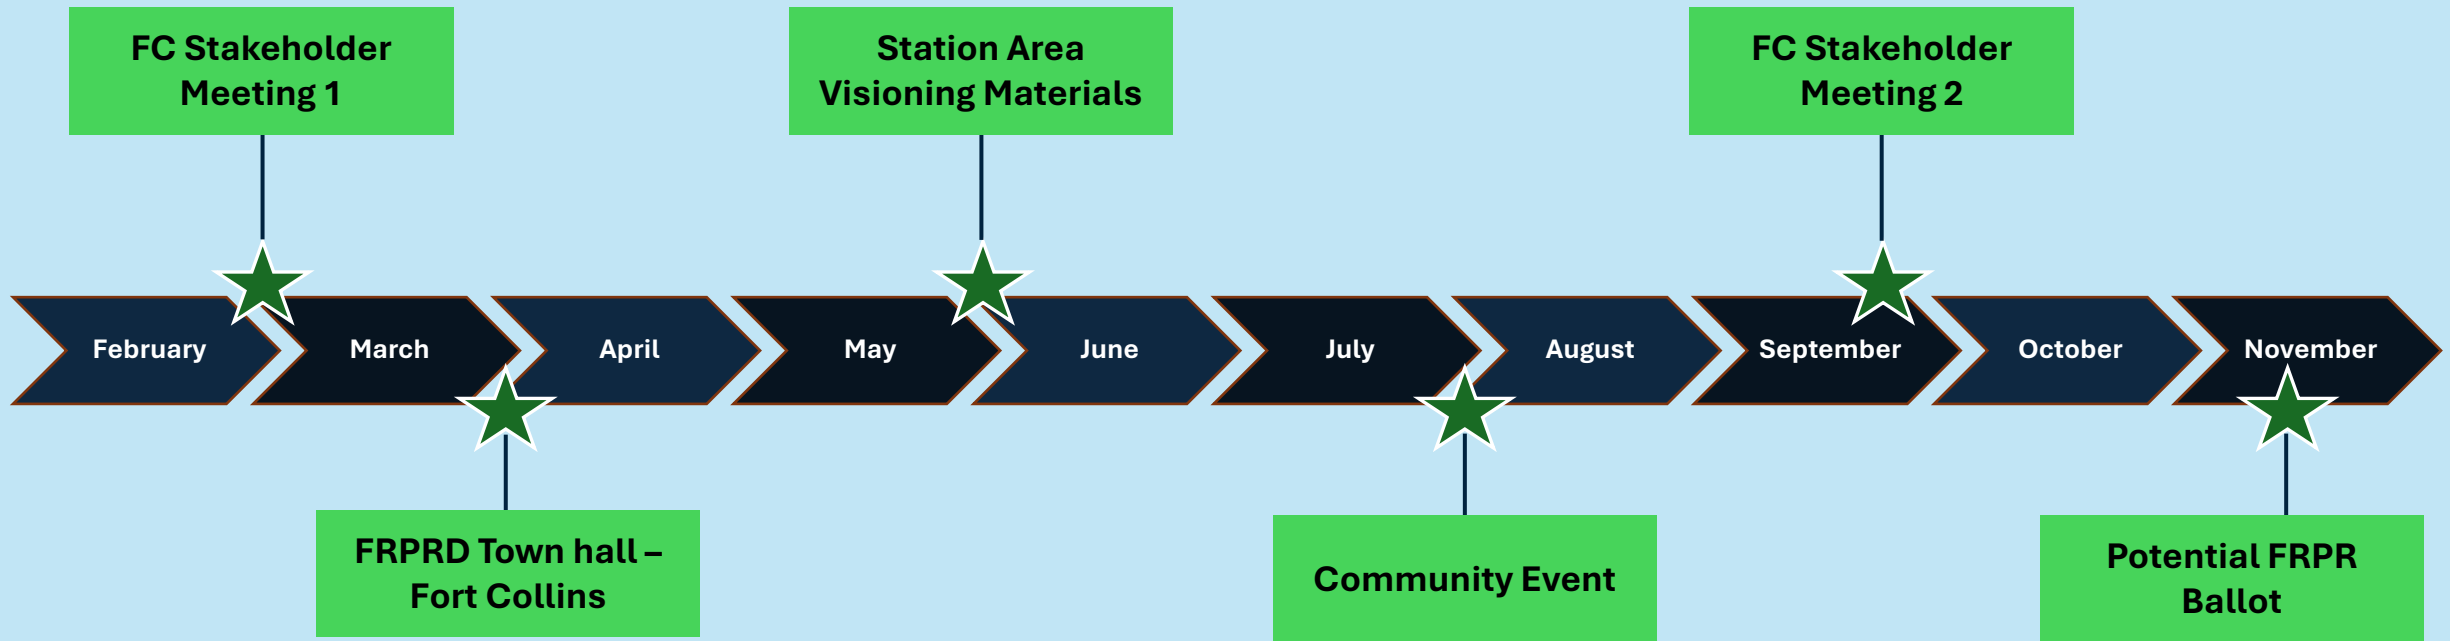 FC Stakeholder
Meeting 1
Station Area
Visioning Materials
FC Stakeholder
Meeting 2
February
March
April
May
June
July
August
September
October
November
FRPRD Town hall –
Fort Collins
Community Event
Potential FRPR
Ballot